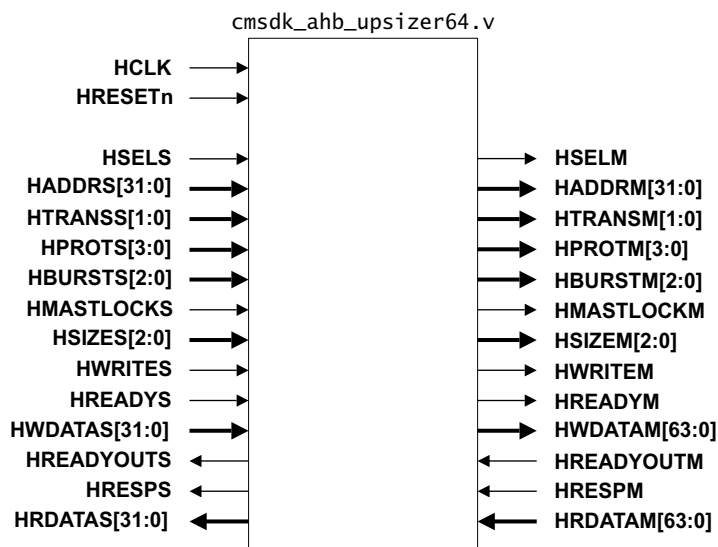 cmsdk_ahb_upsizer64.v
HCLK
HRESETn
HSELS HSELM
HADDRS[31:0] HADDRM[31:0]
HTRANSS[1:0] HTRANSM[1:0]
HPROTS[3:0] HPROTM[3:0]
HBURSTS[2:0] HBURSTM[2:0]
HMASTLOCKS HMASTLOCKM
HSIZES[2:0] HSIZEM[2:0]
HWRITES HWRITEM
HREADYS HREADYM
HWDATAS[31:0] HWDATAM[63:0]
HREADYOUTS HREADYOUTM
HRESPS HRESPM
HRDATAS[31:0] HRDATAM[63:0]